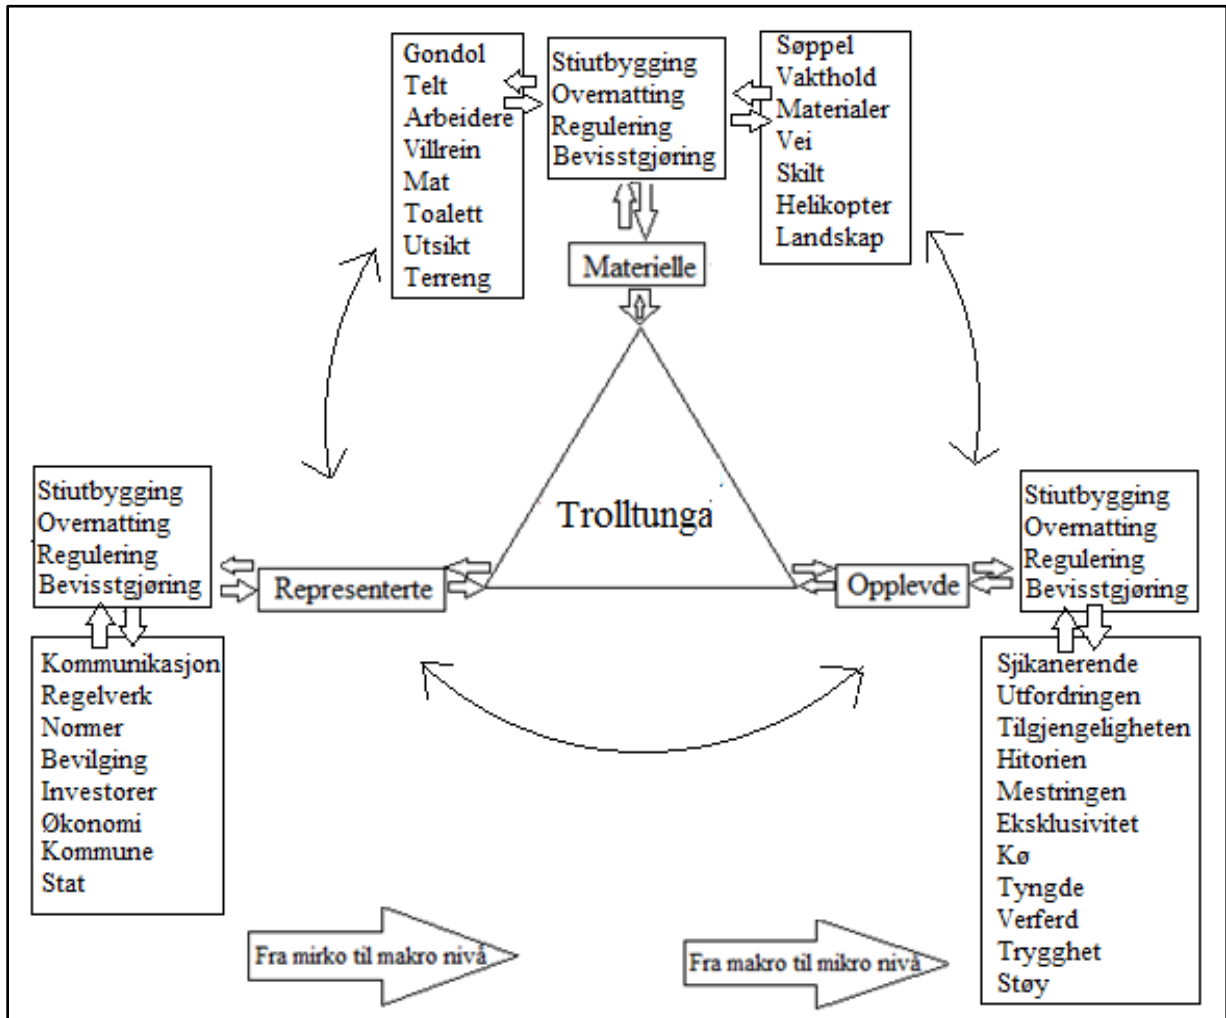 Gondol
Telt
Arbeidere
Villrein
Mat
Toalett
Utsikt
Terreng
Stiutbygging
Overnatting
Regulering
Bevisstgjøring
Søppel
Vakthold
Materialer
Vei
Skilt
Helikopter
Landskap
Materielle
Trolltunga
Stiutbygging
Overnatting
Regulering
Bevisstgjøring
Representerte
Opplevde
Stiutbygging
Overnatting
Regulering
Bevisstgjøring
Kommunikasjon
Regelverk
Normer
Bevilging
Investorer
Økonomi
Kommune
Stat
Sjikanerende
Utfordringen
Tilgjengeligheten
Hitorien
Mestringen
Eksklusivitet
Kø
Tyngde
Verferd
Trygghet
Støy
Fra mirko til makro nivå
Fra makro til mikro nivå